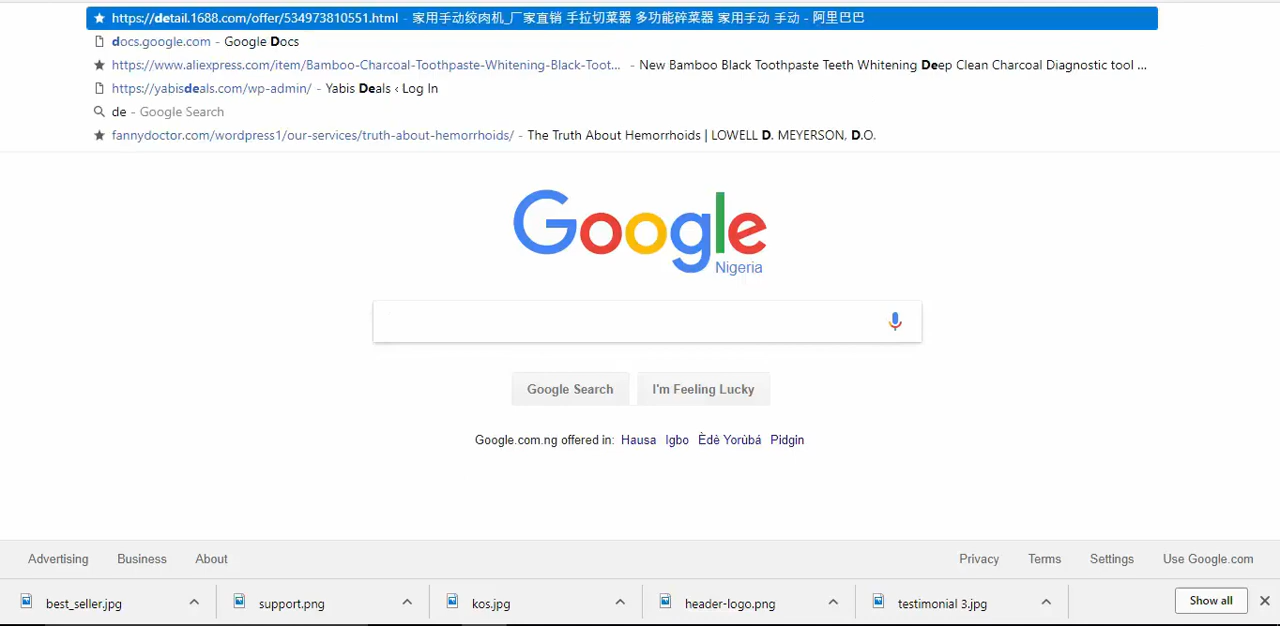 https://detail.1688.com/offer/534973810551.html - 家用手动绞肉机_厂家直销 手拉切菜器 多功能碎菜器 家用手动 手动 - 阿里巴巴
docs.google.com - Google Docs
https://www.aliexpress.com/item/Bamboo-Charcoal-Toothpaste-Whitening-Black-Toot... - New Bamboo Black Toothpaste Teeth Whitening Deep Clean Charcoal Diagnostic tool ...
https://yabisdeals.com/wp-admin/ - Yabis Deals ‹ Log In
de - Google Search
fannydoctor.com/wordpress1/our-services/truth-about-hemorrhoids/ - The Truth About Hemorrhoids | LOWELL D. MEYERSON, D.O.
Google
Nigeria
Google Search I'm Feeling Lucky
Google.com.ng offered in: Hausa Igbo Èdè Yorùbá Pidgin
Advertising Business About Privacy Terms Settings Use Google.com
best_seller.jpg support.png kos.jpg header-logo.png testimonial 3.jpg Show all